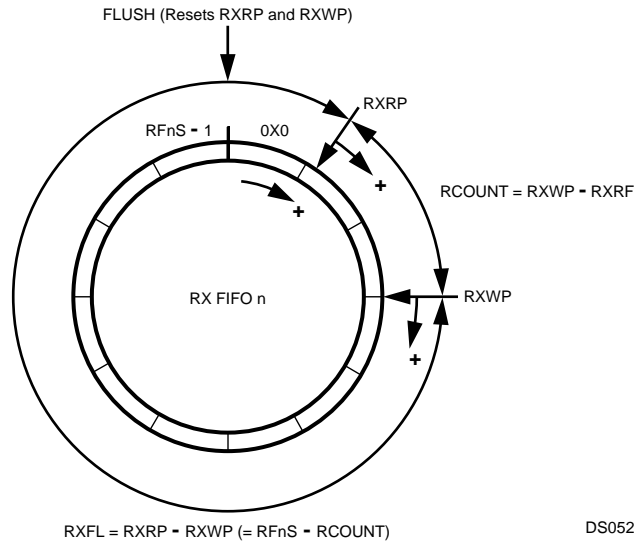 FLUSH (Resets RXRP and RXWP)
RXRP
RFnS - 1
0X0
+
+
RCOUNT = RXWP - RXRF
RX FIFO n
RXWP
+
RXFL = RXRP - RXWP (= RFnS - RCOUNT)
DS052